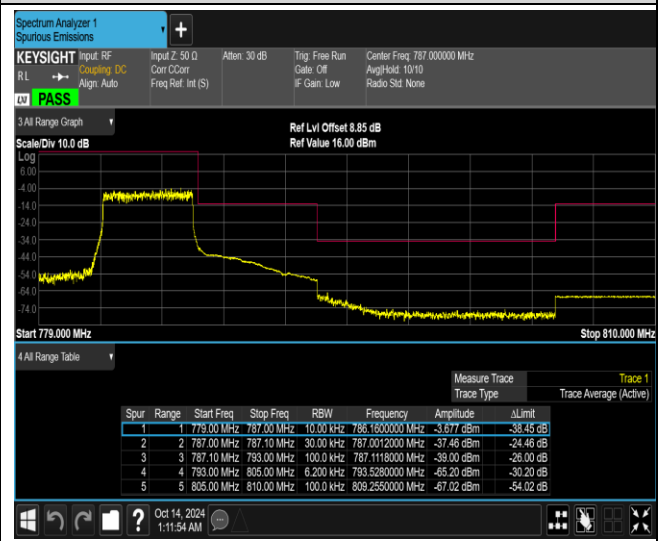 Spectrum Analyzer 1
Spurious Emissions
KEYSIGHT Input: RF Input Z: 50 Ω Atten: 30 dB Trig: Free Run Center Freq: 787.000000 MHz
RL Coupling: DC Corr CCorr Gate: Off Avg|Hold: 10/10
Align: Auto Freq Ref: Int (S) IF Gain: Low Radio Std: None
LXI PASS
3 All Range Graph
Ref Lvl Offset 8.85 dB
Scale/Div 10.0 dB Ref Value 16.00 dBm
Log
6.00
-4.00
-14.0
-24.0
-34.0
-44.0
-54.0
-64.0
-74.0
Start 779.000 MHz Stop 810.000 MHz
4 All Range Table
Measure Trace Trace 1
Trace Type Trace Average (Active)
Spur Range Start Freq Stop Freq RBW Frequency Amplitude ΔLimit
1 1 779.00 MHz 787.00 MHz 10.00 kHz 786.1600000 MHz -3.677 dBm -38.45 dB
2 2 787.00 MHz 787.10 MHz 30.00 kHz 787.0012000 MHz -37.46 dBm -24.46 dB
3 3 787.10 MHz 793.00 MHz 100.0 kHz 787.1118000 MHz -39.00 dBm -26.00 dB
4 4 793.00 MHz 805.00 MHz 6.200 kHz 793.5280000 MHz -65.20 dBm -30.20 dB
5 5 805.00 MHz 810.00 MHz 100.0 kHz 809.2550000 MHz -67.02 dBm -54.02 dB
Oct 14, 2024
1:11:54 AM